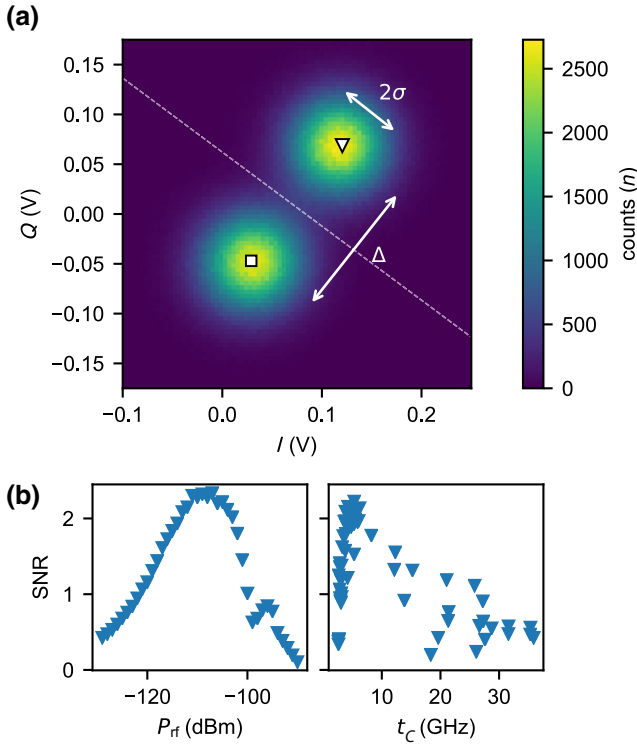 (a)
0.15
0.10
0.05
0.00
−0.05
−0.10
−0.15
Q (V)
2σ
Δ
−0.1
0.0
0.1
0.2
I (V)
2500
2000
1500
1000
500
0
counts (n)
(b)
2
1
0
SNR
−120
−100
P_rf (dBm)
10
20
30
t_C (GHz)